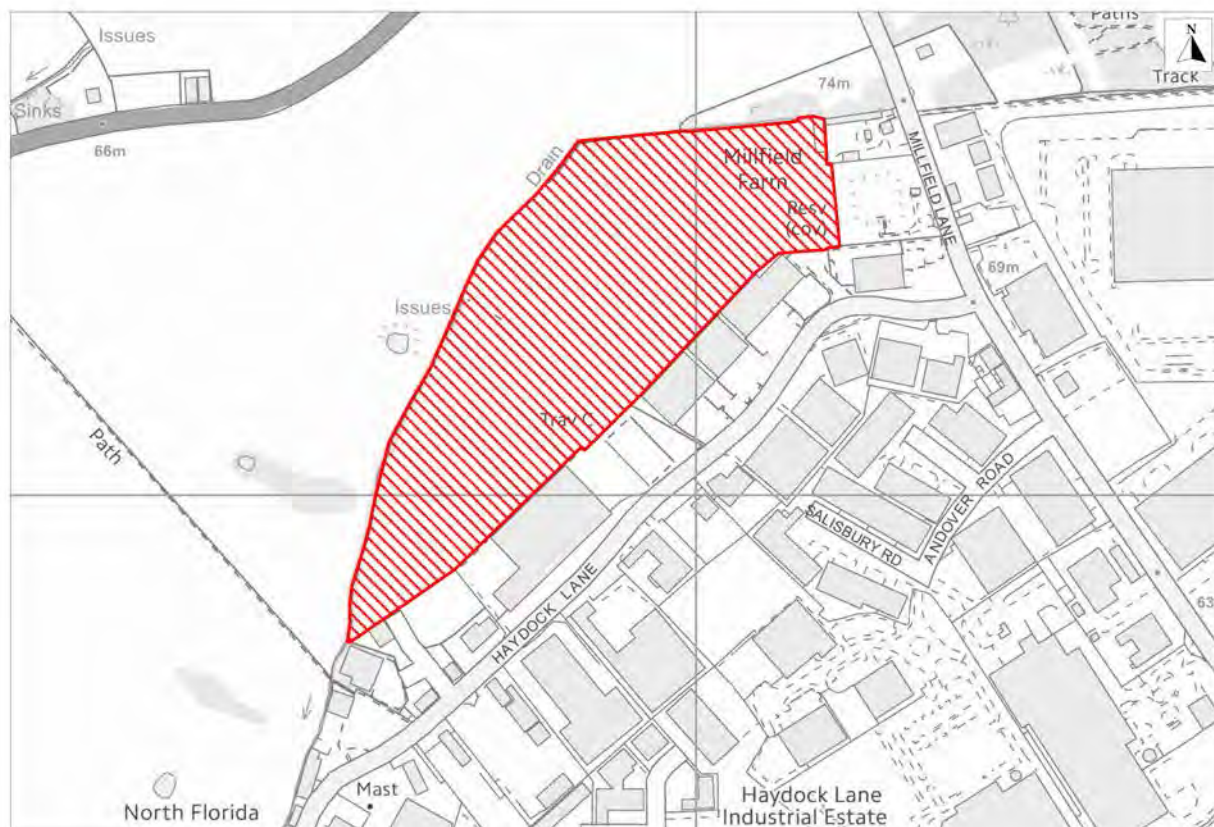 Issues
Paths
N
Track
74m
Sinks
66m
Drain
MILLFIELD LANE
Millfield
Farm
Resv
(cov)
69m
Issues
Trav C
Path
ANDOVER ROAD
SALISBURY RD
HAYDOCK LANE
63
Mast
North Florida
Haydock Lane
Industrial Estate